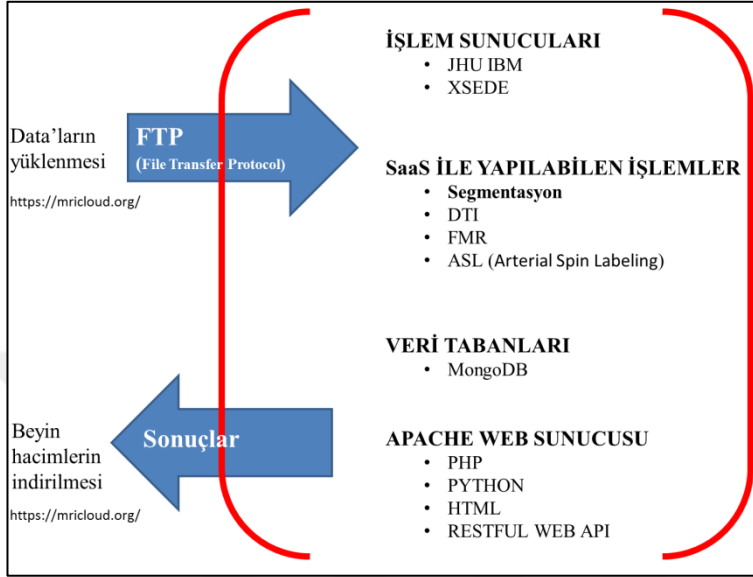 Data’ların
yüklenmesi
https://mricloud.org/
FTP
(File Transfer Protocol)
İŞLEM SUNUCULARI
• JHU IBM
• XSEDE
SaaS İLE YAPILABİLEN İŞLEMLER
• Segmentasyon
• DTI
• FMR
• ASL (Arterial Spin Labeling)
VERİ TABANLARI
• MongoDB
Beyin
hacimlerin
indirilmesi
https://mricloud.org/
Sonuçlar
APACHE WEB SUNUCUSU
• PHP
• PYTHON
• HTML
• RESTFUL WEB API